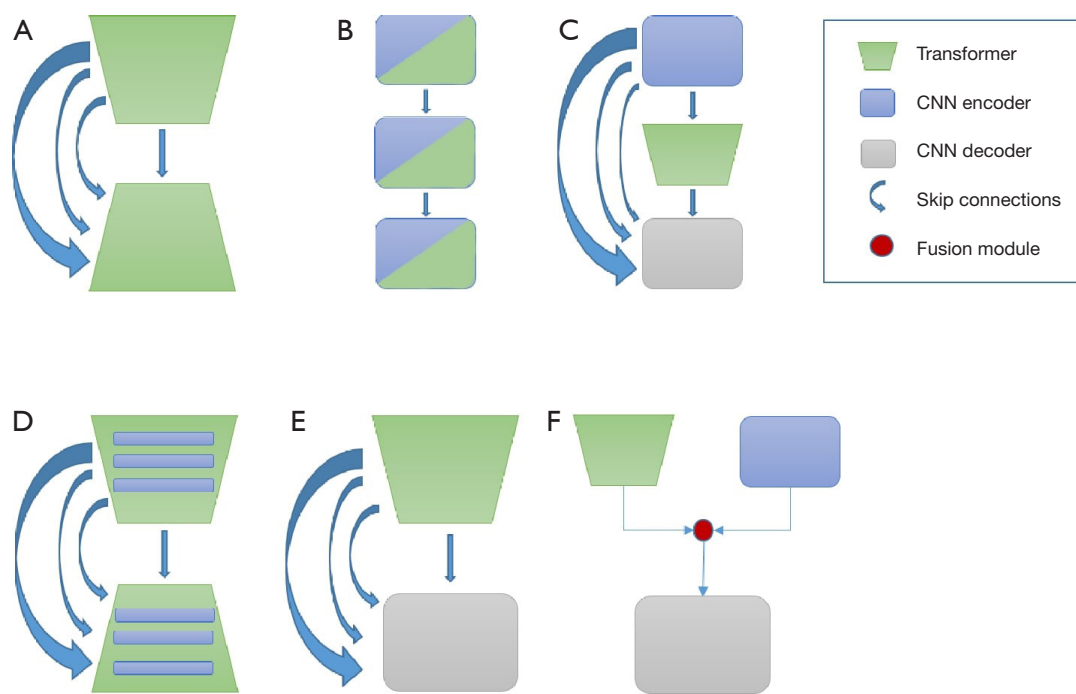 A
B
C
Transformer
CNN encoder
CNN decoder
Skip connections
Fusion module
D
E
F